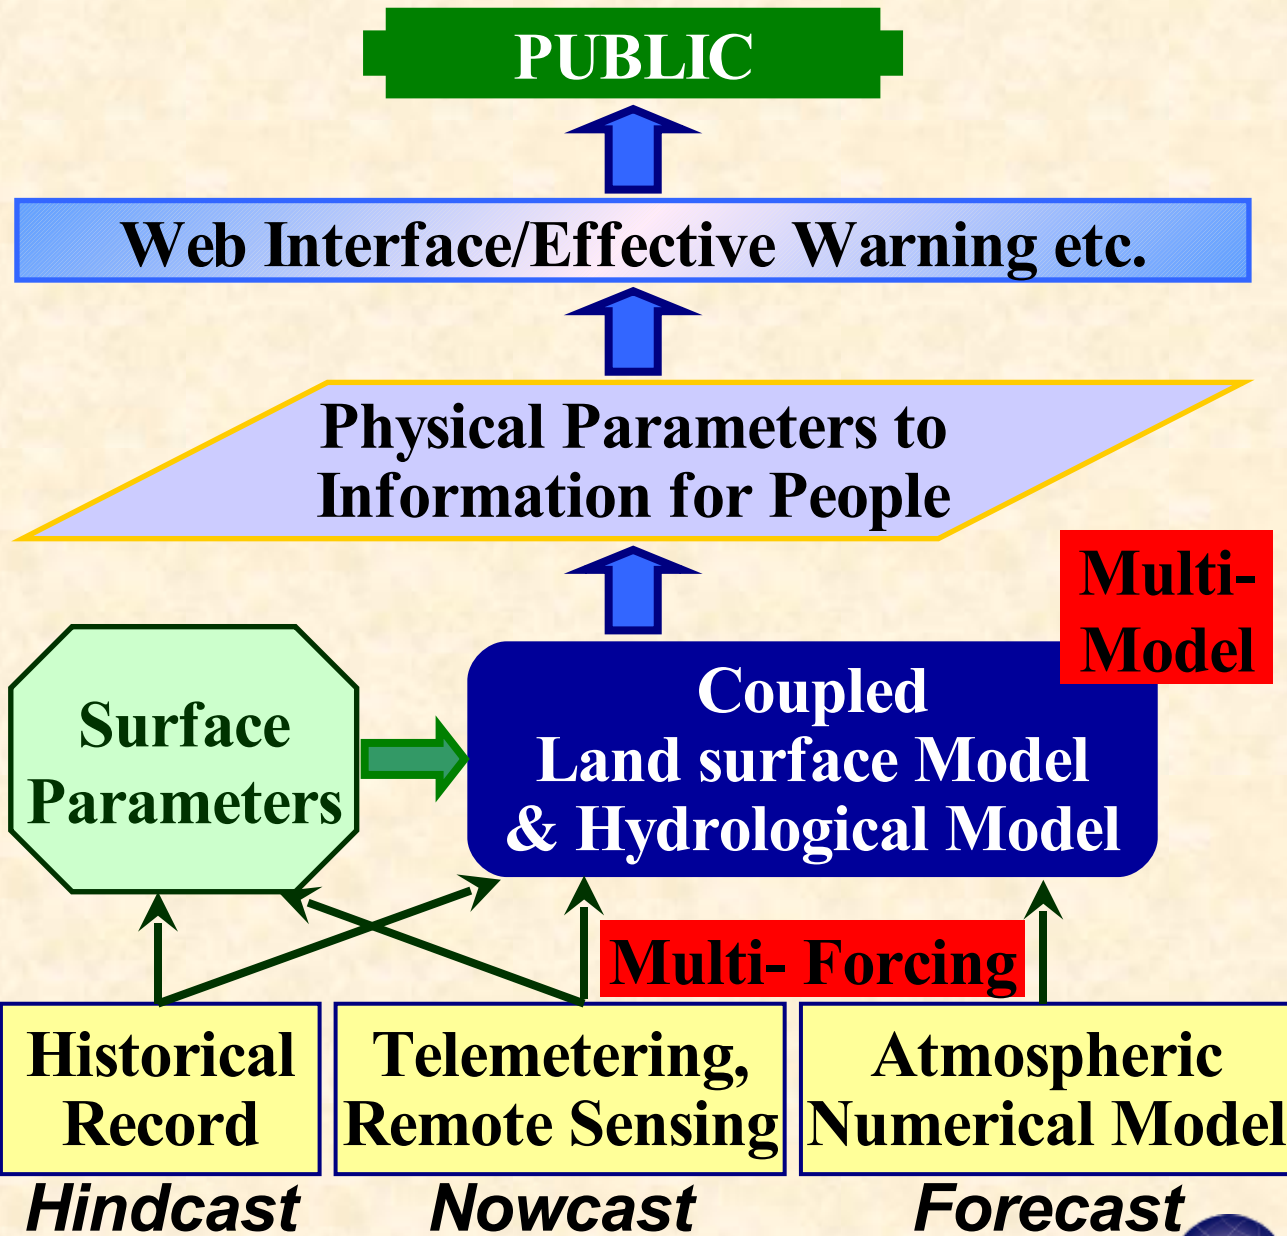 PUBLIC
Web Interface/Effective Warning etc.
Physical Parameters to
Information for People
Multi-
Model
Surface
Parameters
Coupled
Land surface Model
& Hydrological Model
Multi- Forcing
Historical
Record
Telemetering,
Remote Sensing
Atmospheric
Numerical Model
Hindcast
Nowcast
Forecast